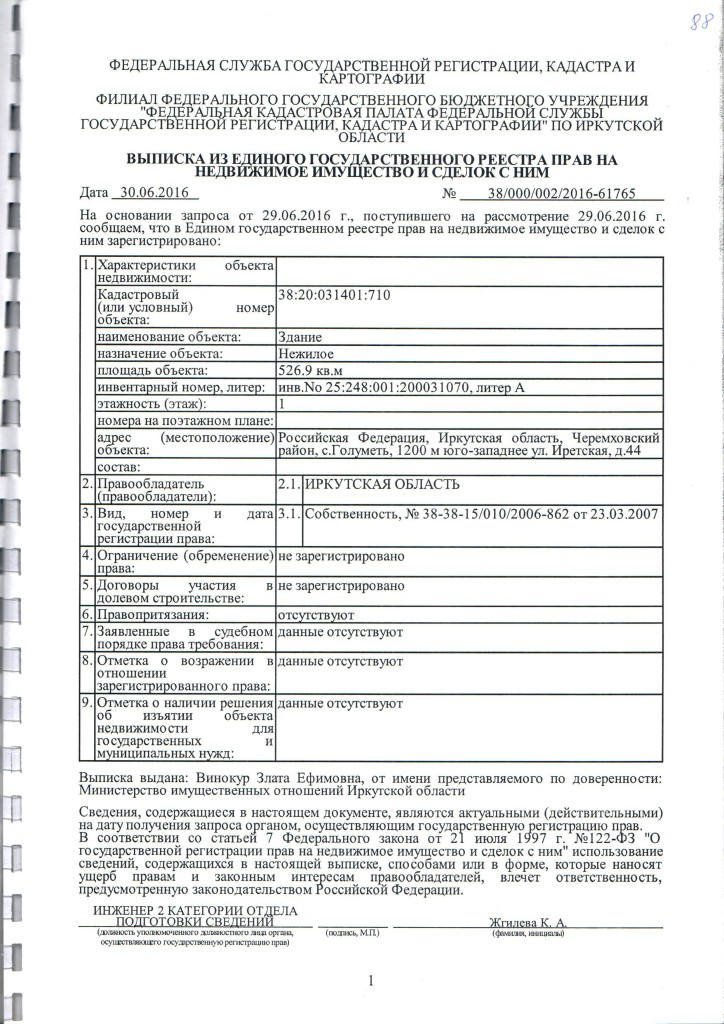 88
ФЕДЕРАЛЬНАЯ СЛУЖБА ГОСУДАРСТВЕННОЙ РЕГИСТРАЦИИ, КАДАСТРА И
КАРТОГРАФИИ
ФИЛИАЛ ФЕДЕРАЛЬНОГО ГОСУДАРСТВЕННОГО БЮДЖЕТНОГО УЧРЕЖДЕНИЯ
"ФЕДЕРАЛЬНАЯ КАДАСТРОВАЯ ПАЛАТА ФЕДЕРАЛЬНОЙ СЛУЖБЫ
ГОСУДАРСТВЕННОЙ РЕГИСТРАЦИИ, КАДАСТРА И КАРТОГРАФИИ" ПО ИРКУТСКОЙ
ОБЛАСТИ
ВЫПИСКА ИЗ ЕДИНОГО ГОСУДАРСТВЕННОГО РЕЕСТРА ПРАВ НА
НЕДВИЖИМОЕ ИМУЩЕСТВО И СДЕЛОК С НИМ
Дата 30.06.2016 № 38/000/002/2016-61765
На основании запроса от 29.06.2016 г., поступившего на рассмотрение 29.06.2016 г.
сообщаем, что в Едином государственном реестре прав на недвижимое имущество и сделок с
ним зарегистрировано:
1. Характеристики объекта
недвижимости:
Кадастровый 38:20:031401:710
(или условный) номер
объекта:
наименование объекта: Здание
назначение объекта: Нежилое
площадь объекта: 526.9 кв.м
инвентарный номер, литер: инв.No 25:248:001:200031070, литер А
этажность (этаж): 1
номера на поэтажном плане:
адрес (местоположение) Российская Федерация, Иркутская область, Черемховский
объекта: район, с.Голуметь, 1200 м юго-западнее ул. Иретская, д.44
состав:
2. Правообладатель 2.1. ИРКУТСКАЯ ОБЛАСТЬ
(правообладатели):
3. Вид, номер и дата 3.1. Собственность, № 38-38-15/010/2006-862 от 23.03.2007
государственной
регистрации права:
4. Ограничение (обременение) не зарегистрировано
права:
5. Договоры участия в не зарегистрировано
долевом строительстве:
6. Правопритязания: отсутствуют
7. Заявленные в судебном данные отсутствуют
порядке права требования:
8. Отметка о возражении в данные отсутствуют
отношении
зарегистрированного права:
9. Отметка о наличии решения данные отсутствуют
об изъятии объекта
недвижимости для
государственных и
муниципальных нужд:
Выписка выдана: Винокур Злата Ефимовна, от имени представляемого по доверенности:
Министерство имущественных отношений Иркутской области
Сведения, содержащиеся в настоящем документе, являются актуальными (действительными)
на дату получения запроса органом, осуществляющим государственную регистрацию прав.
В соответствии со статьей 7 Федерального закона от 21 июля 1997 г. №122-ФЗ "О
государственной регистрации прав на недвижимое имущество и сделок с ним" использование
сведений, содержащихся в настоящей выписке, способами или в форме, которые наносят
ущерб правам и законным интересам правообладателей, влечет ответственность,
предусмотренную законодательством Российской Федерации.
ИНЖЕНЕР 2 КАТЕГОРИИ ОТДЕЛА
ПОДГОТОВКИ СВЕДЕНИЙ Жгилева К. А.
(должность уполномоченного должностного лица органа, (подпись, М.П.) (фамилия, инициалы)
осуществляющего государственную регистрацию прав)
1